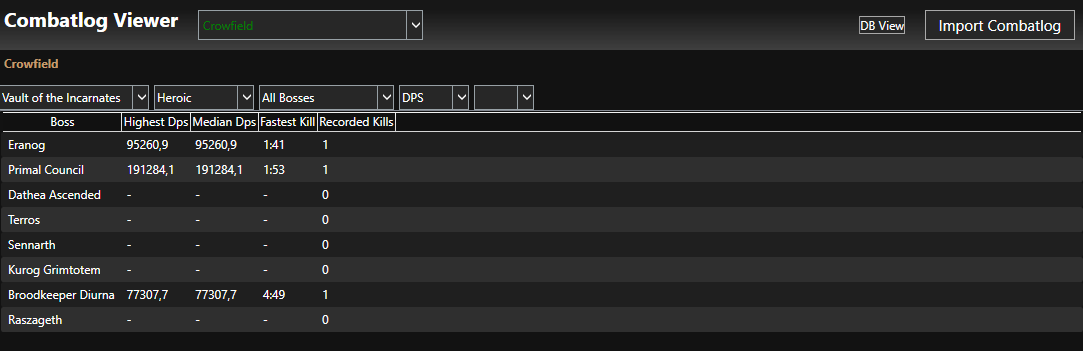 Combatlog Viewer Crowfield DB View Import Combatlog
Crowfield
Vault of the Incarnates Heroic All Bosses DPS
Boss Highest Dps Median Dps Fastest Kill Recorded Kills
Eranog 95260,9 95260,9 1:41 1
Primal Council 191284,1 191284,1 1:53 1
Dathea Ascended - - - 0
Terros - - - 0
Sennarth - - - 0
Kurog Grimtotem - - - 0
Broodkeeper Diurna 77307,7 77307,7 4:49 1
Raszageth - - - 0